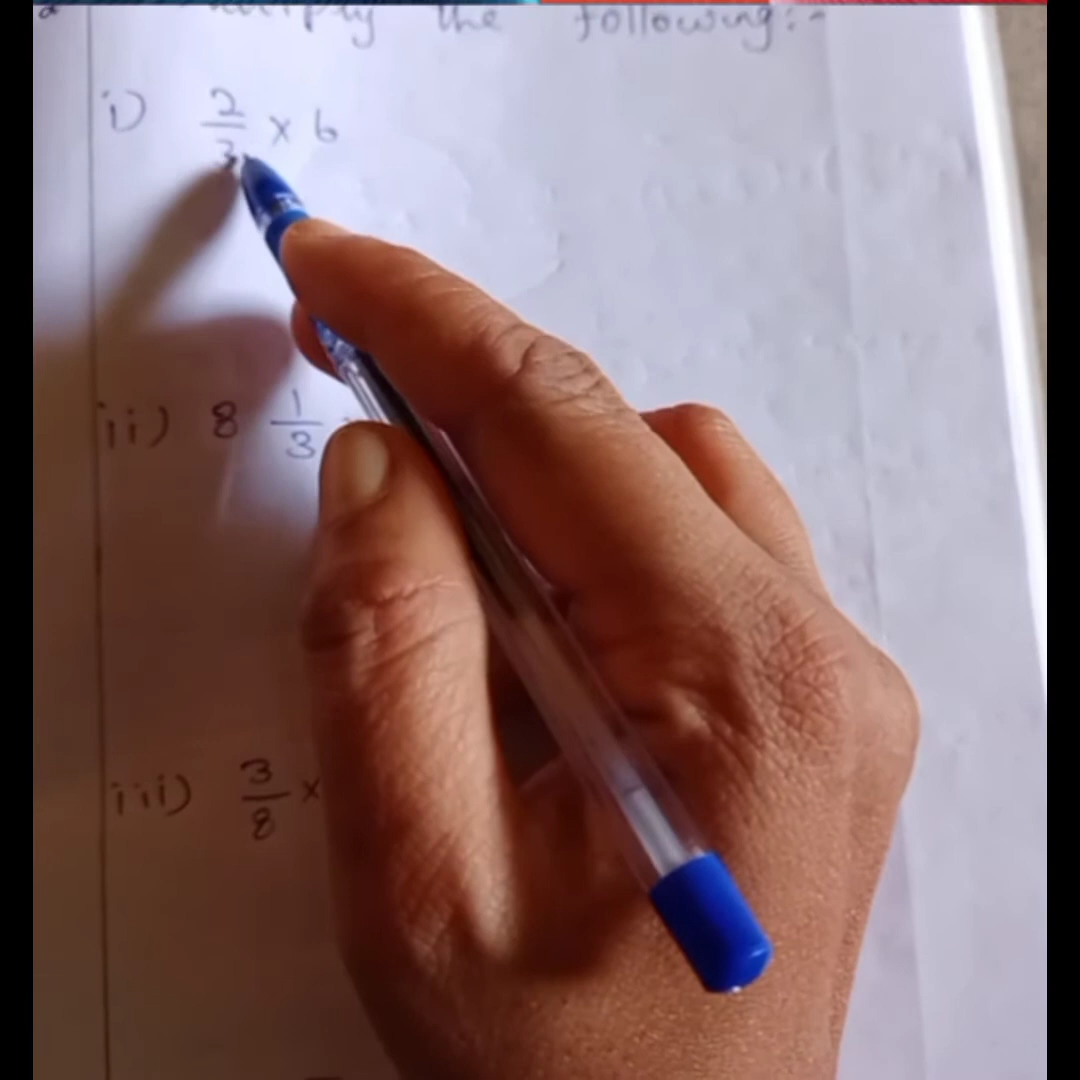 the following:-
i) 2/3 x 6
ii) 8 1/3
iii) 3/8 x